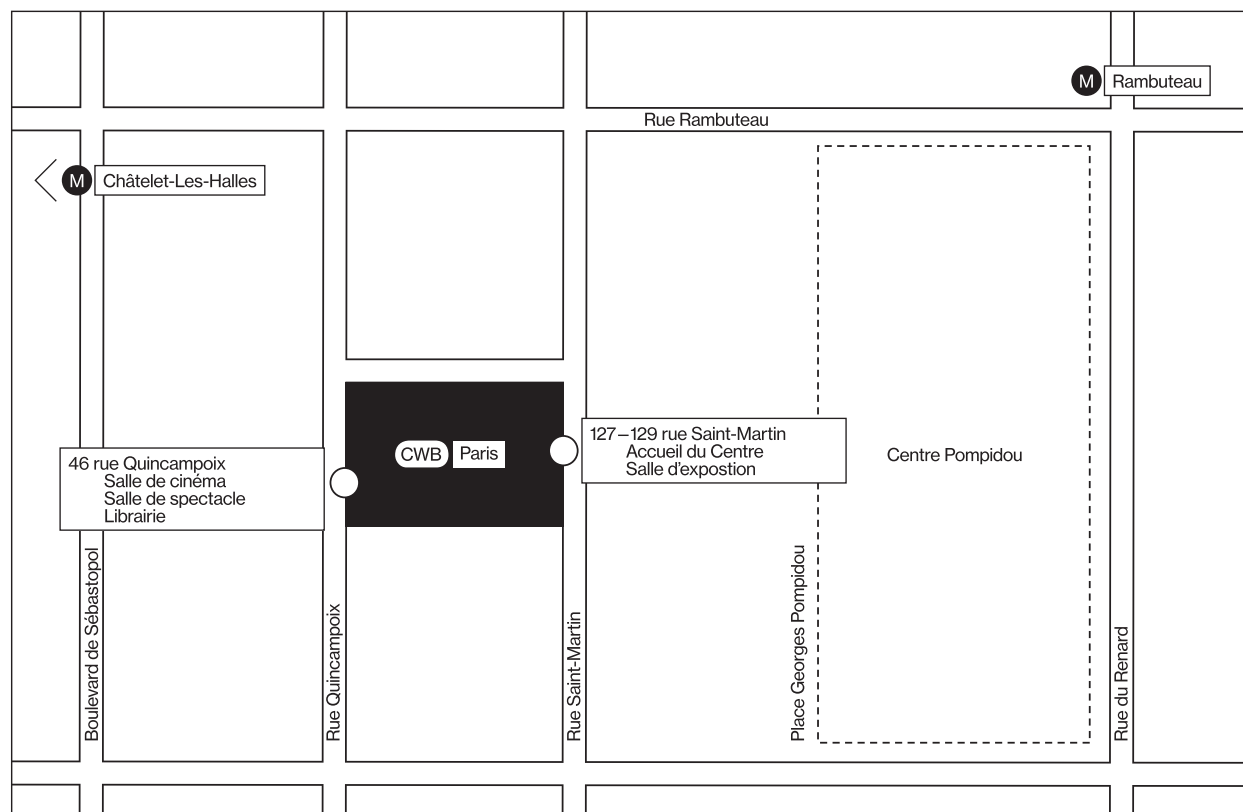 M Rambuteau
Rue Rambuteau
M Châtelet-Les-Halles
127–129 rue Saint-Martin
Accueil du Centre
Salle d'expostion
CWB Paris
Centre Pompidou
46 rue Quincampoix
Salle de cinéma
Salle de spectacle
Librairie
Boulevard de Sébastopol
Rue Quincampoix
Rue Saint-Martin
Place Georges Pompidou
Rue du Renard